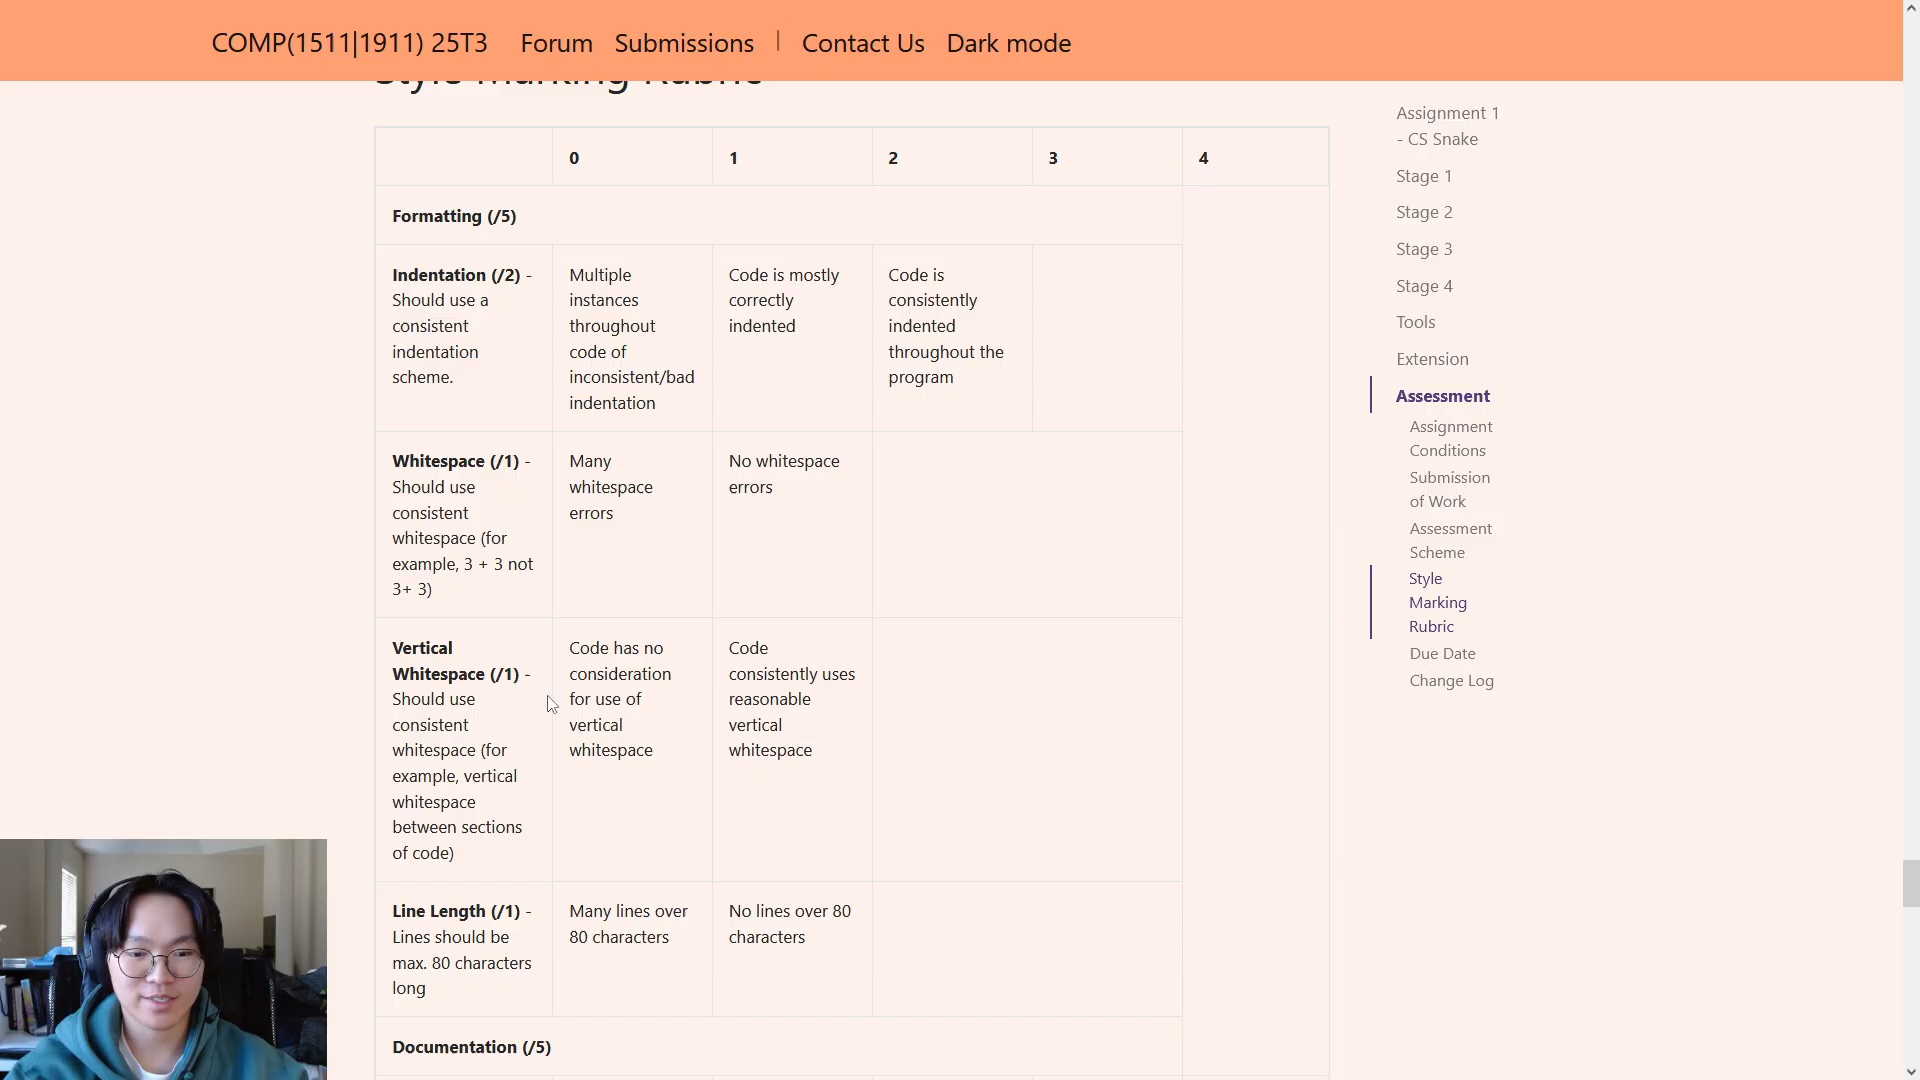 COMP(1511|1911) 25T3 Forum Submissions | Contact Us Dark mode
Style Marking Rubric
0 1 2 3 4
Formatting (/5)
Indentation (/2) -
Should use a
consistent
indentation
scheme.
Multiple
instances
throughout
code of
inconsistent/bad
indentation
Code is mostly
correctly
indented
Code is
consistently
indented
throughout the
program
Whitespace (/1) -
Should use
consistent
whitespace (for
example, 3 + 3 not
3+ 3)
Many
whitespace
errors
No whitespace
errors
Vertical
Whitespace (/1) -
Should use
consistent
whitespace (for
example, vertical
whitespace
between sections
of code)
Code has no
consideration
for use of
vertical
whitespace
Code
consistently uses
reasonable
vertical
whitespace
Line Length (/1) -
Lines should be
max. 80 characters
long
Many lines over
80 characters
No lines over 80
characters
Documentation (/5)
Assignment 1
- CS Snake
Stage 1
Stage 2
Stage 3
Stage 4
Tools
Extension
Assessment
Assignment
Conditions
Submission
of Work
Assessment
Scheme
Style
Marking
Rubric
Due Date
Change Log